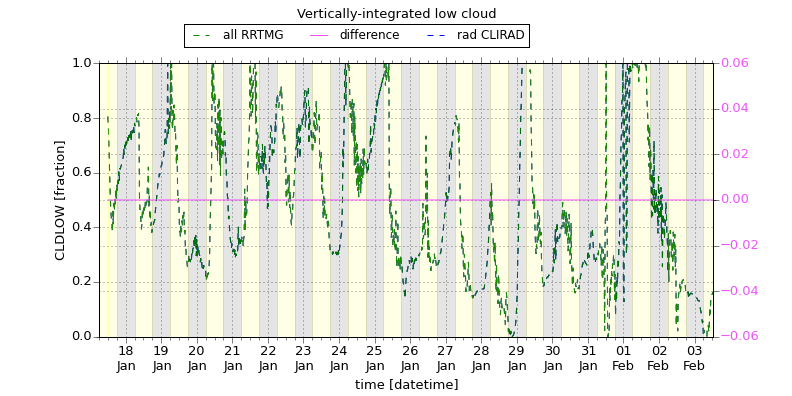 Vertically-integrated low cloud
all RRTMG difference rad CLIRAD
1.0 0.06
0.8 0.04
0.02
0.6
0.00
0.4
−0.02
0.2
−0.04
0.0 −0.06
CLDLOW [fraction]
18 19 20 21 22 23 24 25 26 27 28 29 30 31 01 02 03
Jan Jan Jan Jan Jan Jan Jan Jan Jan Jan Jan Jan Jan Jan Feb Feb Feb
time [datetime]